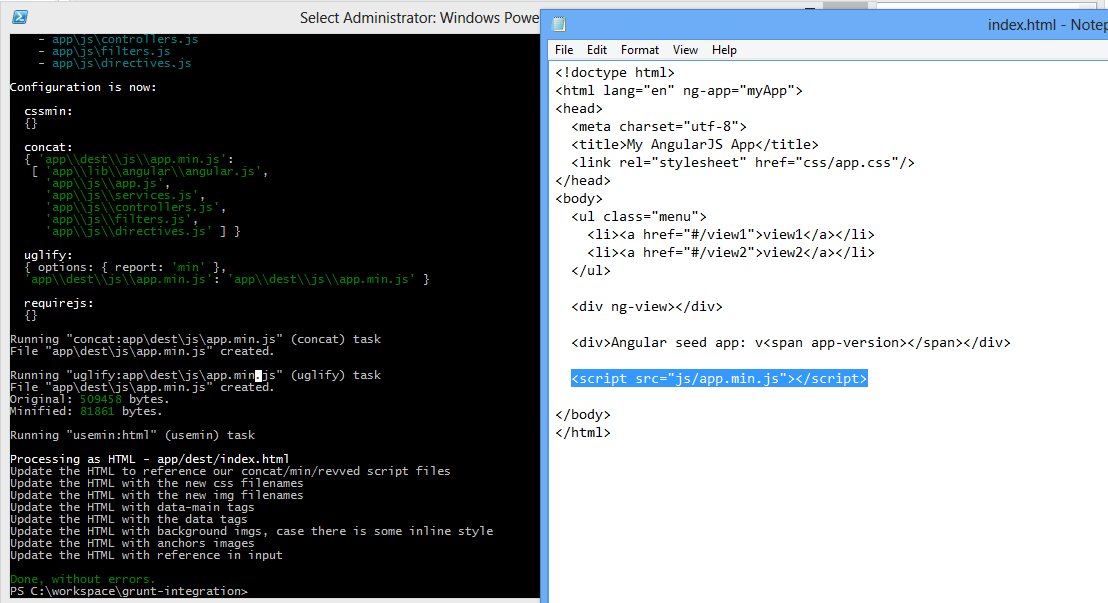 Select Administrator: Windows Powe
- app\js\controllers.js
- app\js\filters.js
- app\js\directives.js
Configuration is now:
cssmin:
{}
concat:
{ 'app\\dest\\js\\app.min.js':
[ 'app\\lib\\angular\\angular.js',
'app\\js\\app.js',
'app\\js\\services.js',
'app\\js\\controllers.js',
'app\\js\\filters.js',
'app\\js\\directives.js' ] }
uglify:
{ options: { report: 'min' },
'app\\dest\\js\\app.min.js': 'app\\dest\\js\\app.min.js' }
requirejs:
{}
Running "concat:app\dest\js\app.min.js" (concat) task
File "app\dest\js\app.min.js" created.
Running "uglify:app\dest\js\app.min.js" (uglify) task
File "app\dest\js\app.min.js" created.
Original: 509458 bytes.
Minified: 81861 bytes.
Running "usemin:html" (usemin) task
Processing as HTML - app/dest/index.html
Update the HTML to reference our concat/min/revved script files
Update the HTML with the new css filenames
Update the HTML with the new img filenames
Update the HTML with data-main tags
Update the HTML with the data tags
Update the HTML with background imgs, case there is some inline style
Update the HTML with anchors images
Update the HTML with reference in input
Done, without errors.
PS C:\workspace\grunt-integration>
index.html - Notep
File Edit Format View Help
<!doctype html>
<html lang="en" ng-app="myApp">
<head>
<meta charset="utf-8">
<title>My AngularJS App</title>
<link rel="stylesheet" href="css/app.css"/>
</head>
<body>
<ul class="menu">
<li><a href="#/view1">view1</a></li>
<li><a href="#/view2">view2</a></li>
</ul>
<div ng-view></div>
<div>Angular seed app: v<span app-version></span></div>
<script src="js/app.min.js"></script>
</body>
</html>